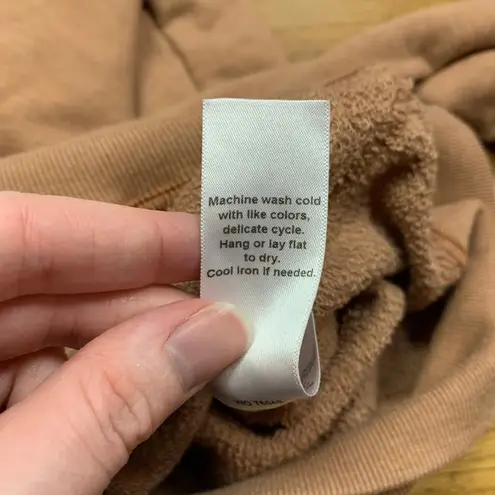 Machine wash cold
with like colors,
delicate cycle.
Hang or lay flat
to dry.
Cool iron if needed.